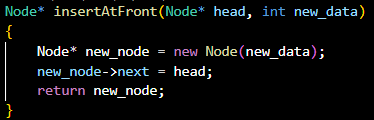 Node* insertAtFront(Node* head, int new_data)
{
    Node* new_node = new Node(new_data);
    new_node->next = head;
    return new_node;
}